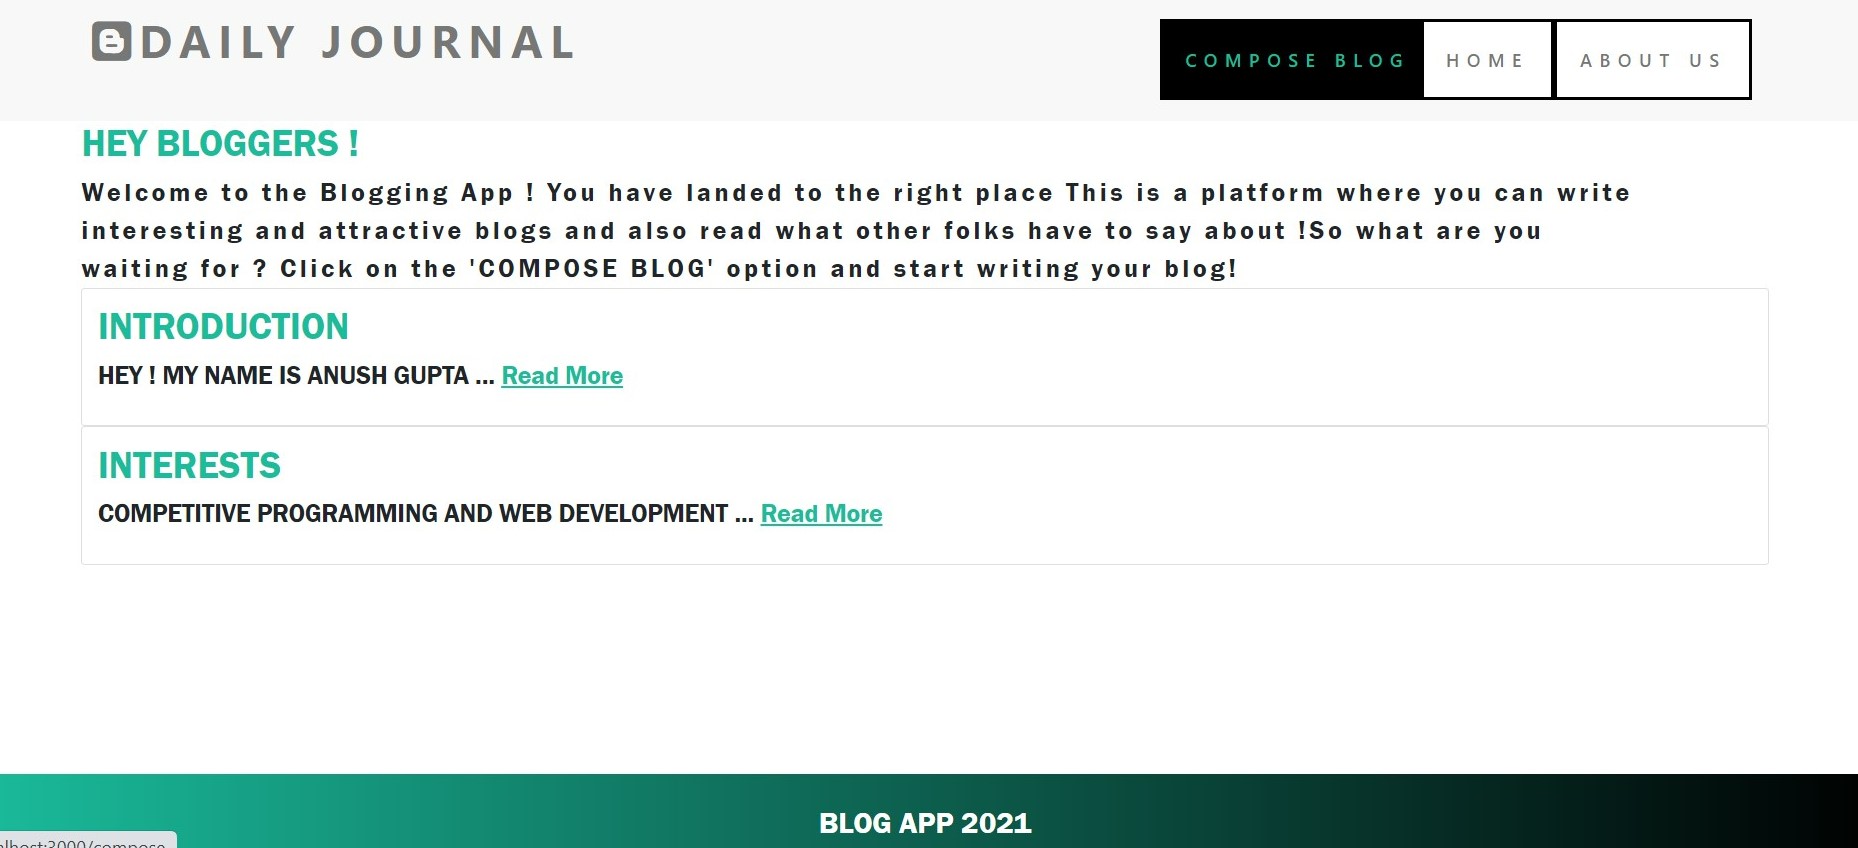 DAILY JOURNAL
COMPOSE BLOG
HOME
ABOUT US
HEY BLOGGERS !
Welcome to the Blogging App ! You have landed to the right place This is a platform where you can write
interesting and attractive blogs and also read what other folks have to say about !So what are you
waiting for ? Click on the 'COMPOSE BLOG' option and start writing your blog!
INTRODUCTION
HEY ! MY NAME IS ANUSH GUPTA ... Read More
INTERESTS
COMPETITIVE PROGRAMMING AND WEB DEVELOPMENT ... Read More
BLOG APP 2021